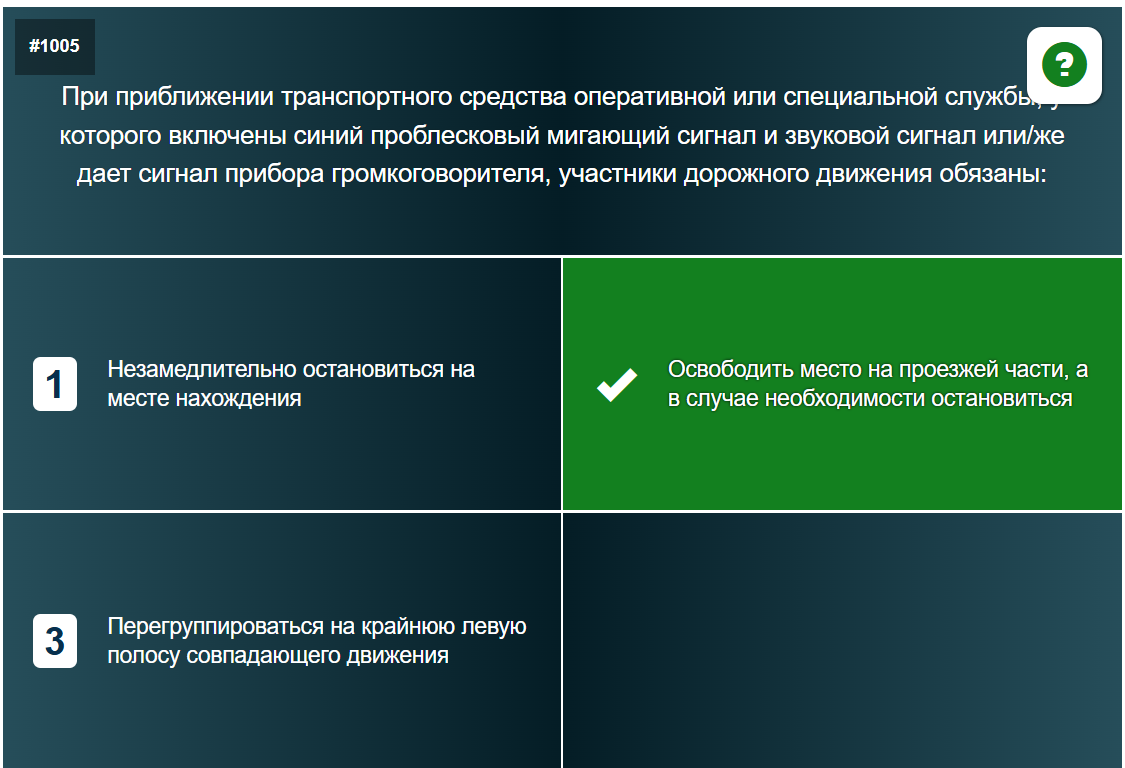 #1005
?
При приближении транспортного средства оперативной или специальной службы, у
которого включены синий проблесковый мигающий сигнал и звуковой сигнал или/же
дает сигнал прибора громкоговорителя, участники дорожного движения обязаны:
1
Незамедлительно остановиться на
месте нахождения
Освободить место на проезжей части, а
в случае необходимости остановиться
3
Перегруппироваться на крайнюю левую
полосу совпадающего движения